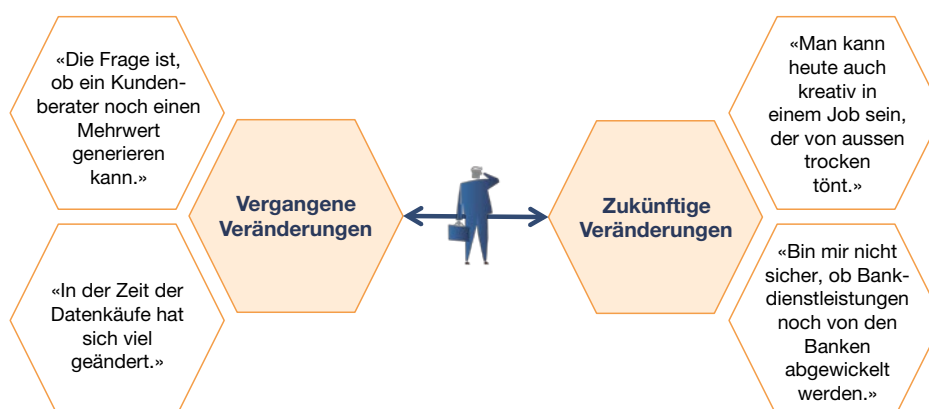 «Die Frage ist,
ob ein Kunden-
berater noch einen
Mehrwert
generieren
kann.»
«In der Zeit der
Datenkäufe hat
sich viel
geändert.»
Vergangene
Veränderungen
Zukünftige
Veränderungen
«Man kann
heute auch
kreativ in
einem Job sein,
der von aussen
trocken
tönt.»
«Bin mir nicht
sicher, ob Bank-
dienstleistungen
noch von den
Banken
abgewickelt
werden.»